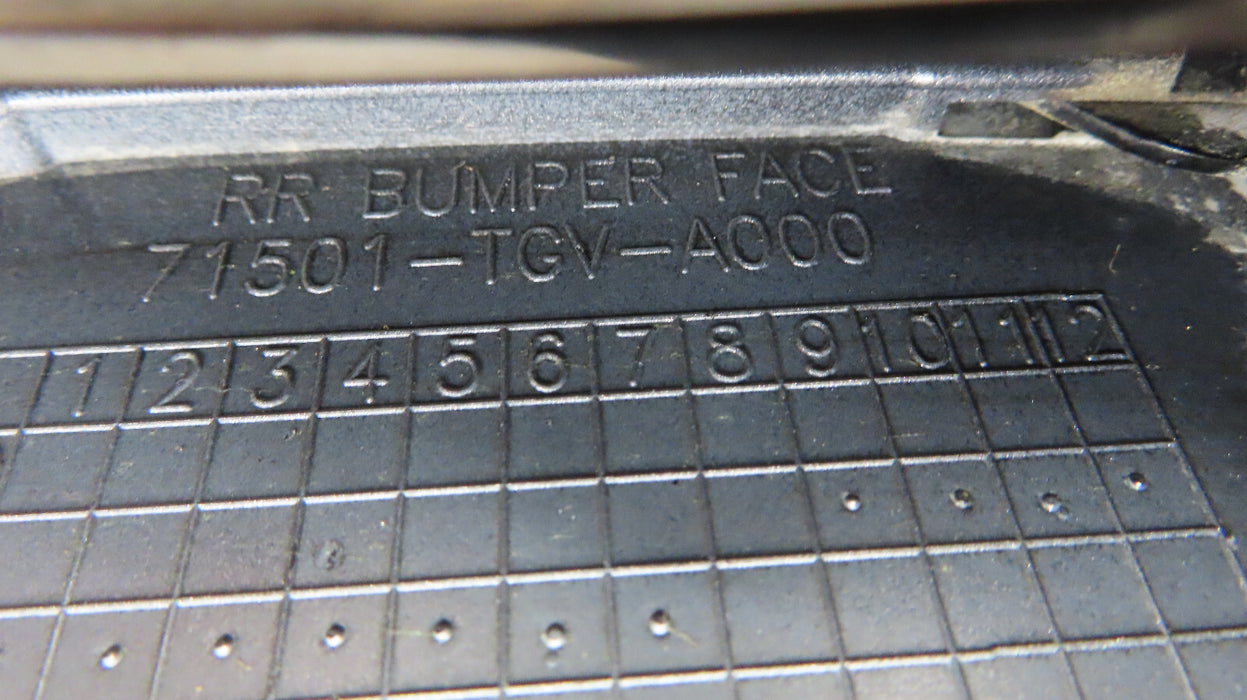 RR BUMPER FACE
71501-TGV-A000
1 2 3 4 5 6 7 8 9 10 11 12